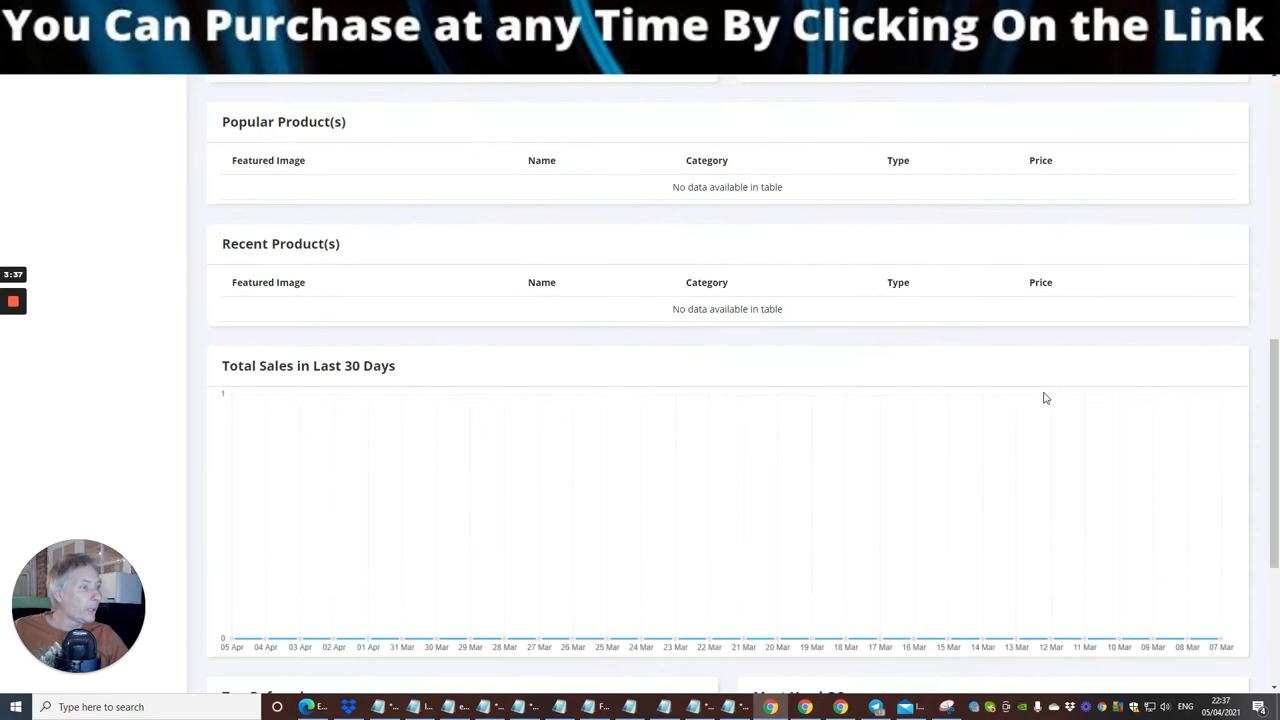 You Can Purchase at any Time By Clicking On the Link
Popular Product(s)
Featured Image Name Category Type Price
No data available in table
Recent Product(s)
Featured Image Name Category Type Price
No data available in table
3:37
Total Sales in Last 30 Days
1
0
05 Apr 04 Apr 03 Apr 02 Apr 01 Apr 31 Mar 30 Mar 29 Mar 28 Mar 27 Mar 26 Mar 25 Mar 24 Mar 23 Mar 22 Mar 21 Mar 20 Mar 19 Mar 18 Mar 17 Mar 16 Mar 15 Mar 14 Mar 13 Mar 12 Mar 11 Mar 10 Mar 09 Mar 08 Mar 07 Mar
Type here to search
ENG
22:37
05/04/2021